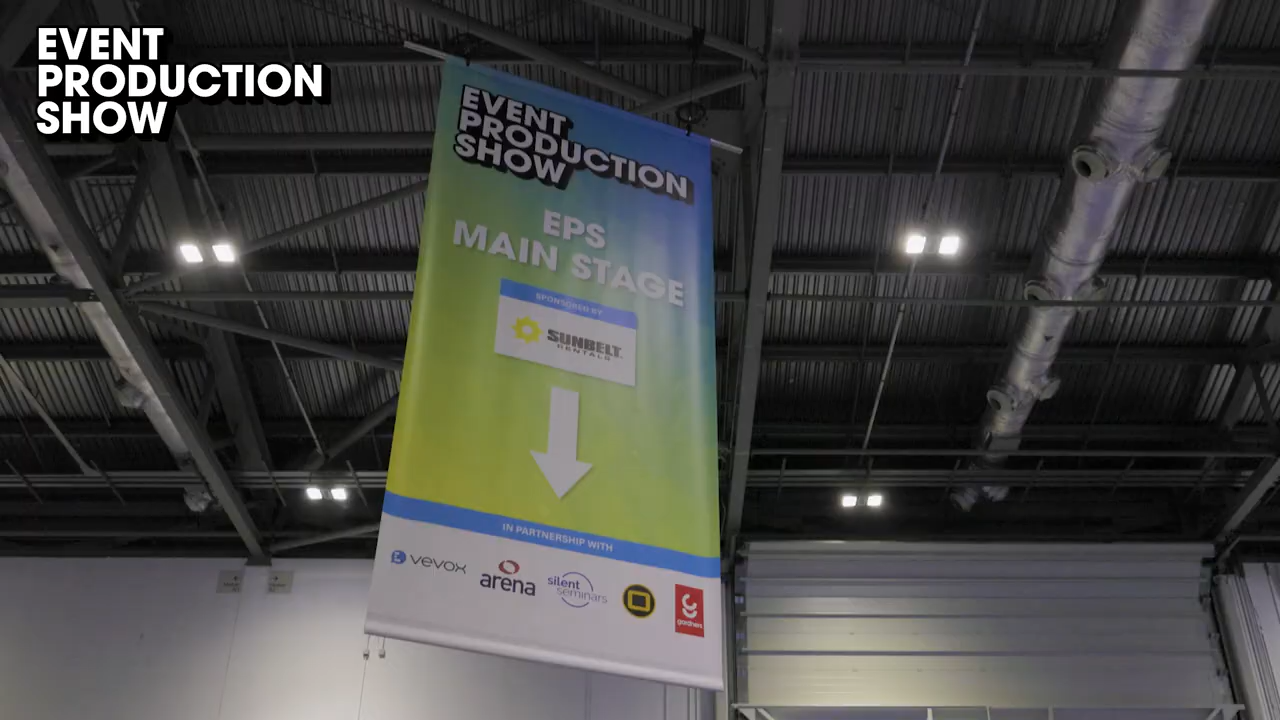 EVENT
PRODUCTION
SHOW
EVENT
PRODUCTION
SHOW
EPS
MAIN STAGE
SPONSORED BY
SUNBELT
RENTALS
IN PARTNERSHIP WITH
vevox
arena
silent
seminars
gardners